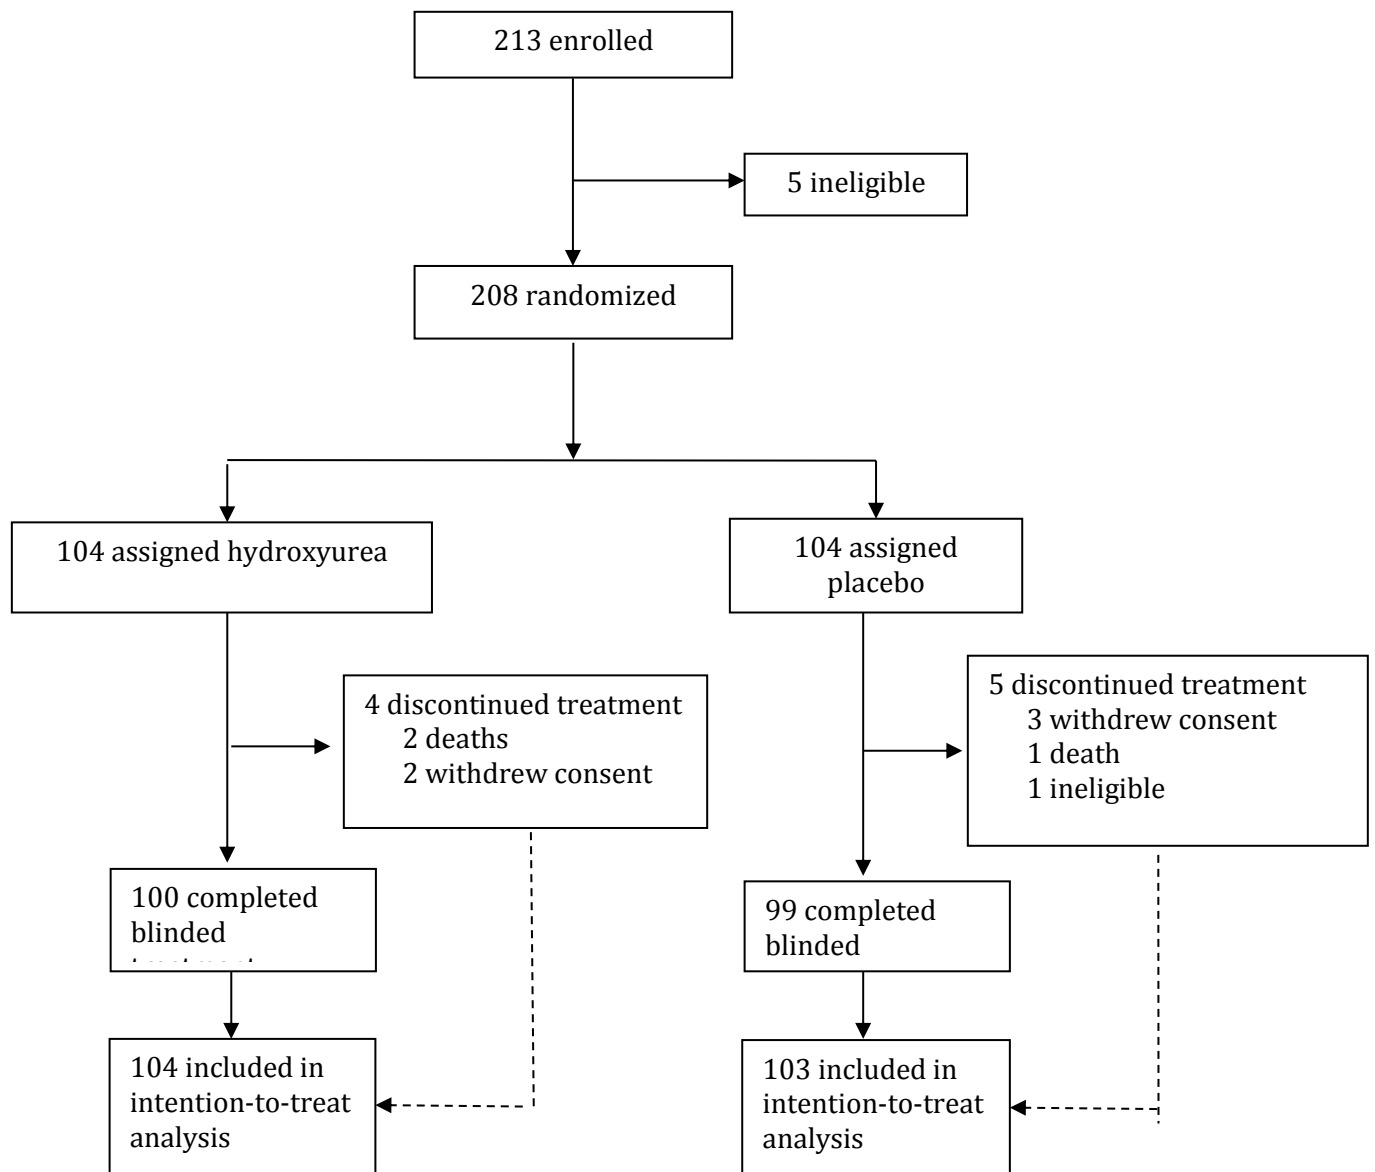 213 enrolled
5 ineligible
208 randomized
104 assigned hydroxyurea
104 assigned
placebo
4 discontinued treatment
2 deaths
2 withdrew consent
5 discontinued treatment
3 withdrew consent
1 death
1 ineligible
100 completed
blinded
99 completed
blinded
104 included in
intention-to-treat
analysis
103 included in
intention-to-treat
analysis